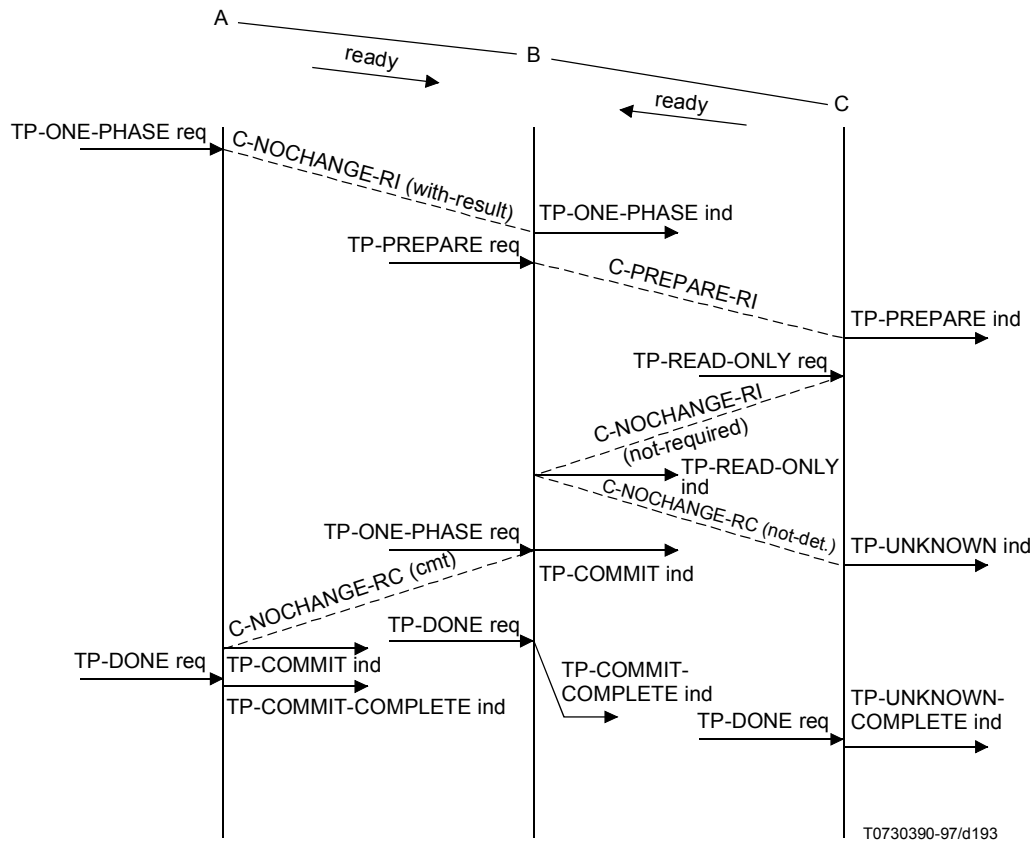 A
ready
B
ready
C
TP-ONE-PHASE req
C-NOCHANGE-RI (with-result)
TP-ONE-PHASE ind
TP-PREPARE req
C-PREPARE-RI
TP-PREPARE ind
TP-READ-ONLY req
C-NOCHANGE-RI
(not-required)
TP-READ-ONLY
ind
C-NOCHANGE-RC (not-det.)
TP-ONE-PHASE req
TP-UNKNOWN ind
TP-COMMIT ind
C-NOCHANGE-RC (cmt)
TP-DONE req
TP-DONE req
TP-COMMIT ind
TP-COMMIT-
COMPLETE ind
TP-COMMIT-COMPLETE ind
TP-UNKNOWN-
COMPLETE ind
TP-DONE req
T0730390-97/d193